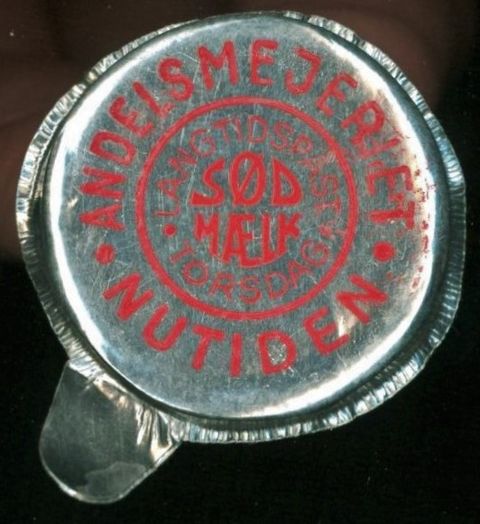 ANDELSMEJERIET
• NUTIDEN •
LANGTIDSPAST.
SØD
MÆLK
• TORSDAG •